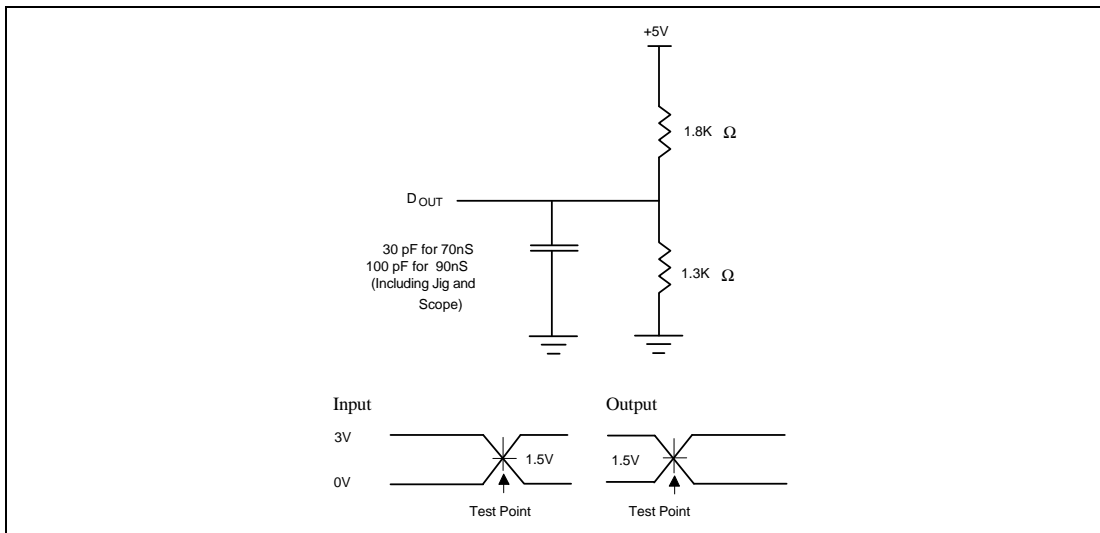 +5V
1.8K Ω
D OUT
30 pF for 70nS
100 pF for 90nS
(Including Jig and
Scope)
1.3K Ω
Input
Output
3V
1.5V
1.5V
0V
Test Point
Test Point